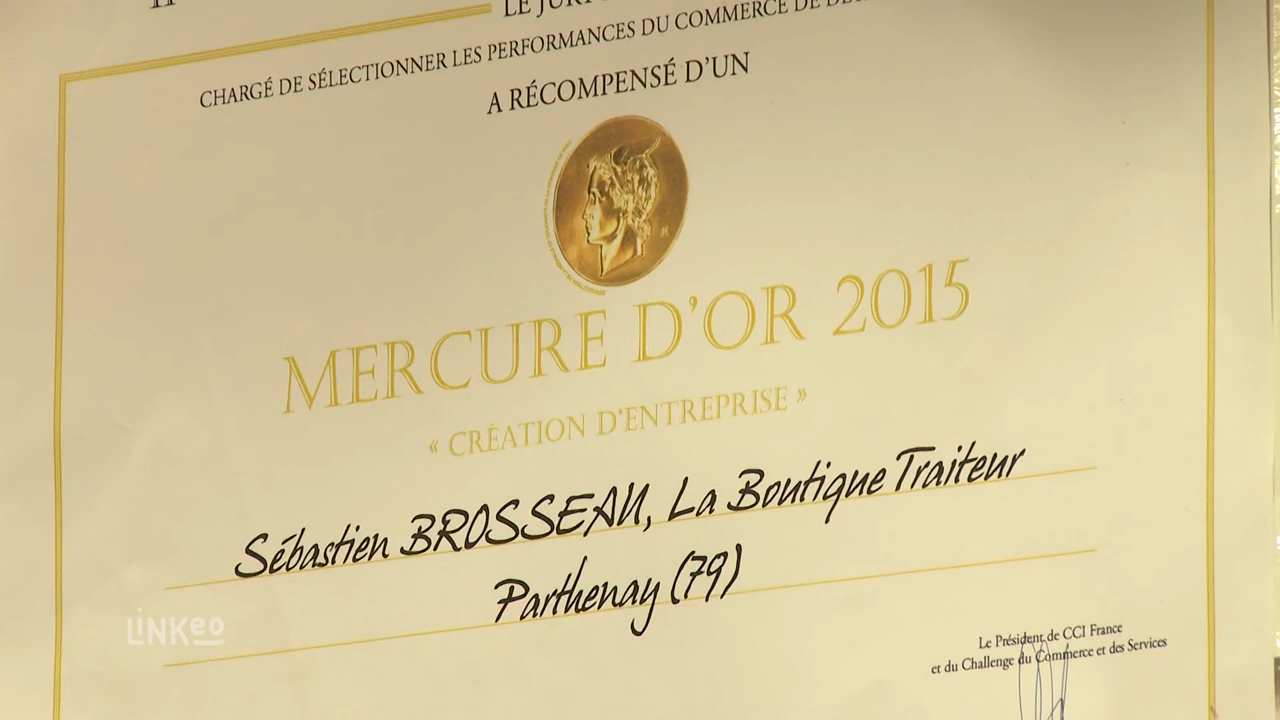 LE JURY
CHARGÉ DE SÉLECTIONNER LES PERFORMANCES DU COMMERCE DE
A RÉCOMPENSÉ D'UN
MERCURE D'OR 2015
« CRÉATION D'ENTREPRISE »
Sébastien BROSSEAU, La Boutique Traiteur
Parthenay (79)
Le Président de CCI France
et du Challenge du Commerce et des Services
LINKEO